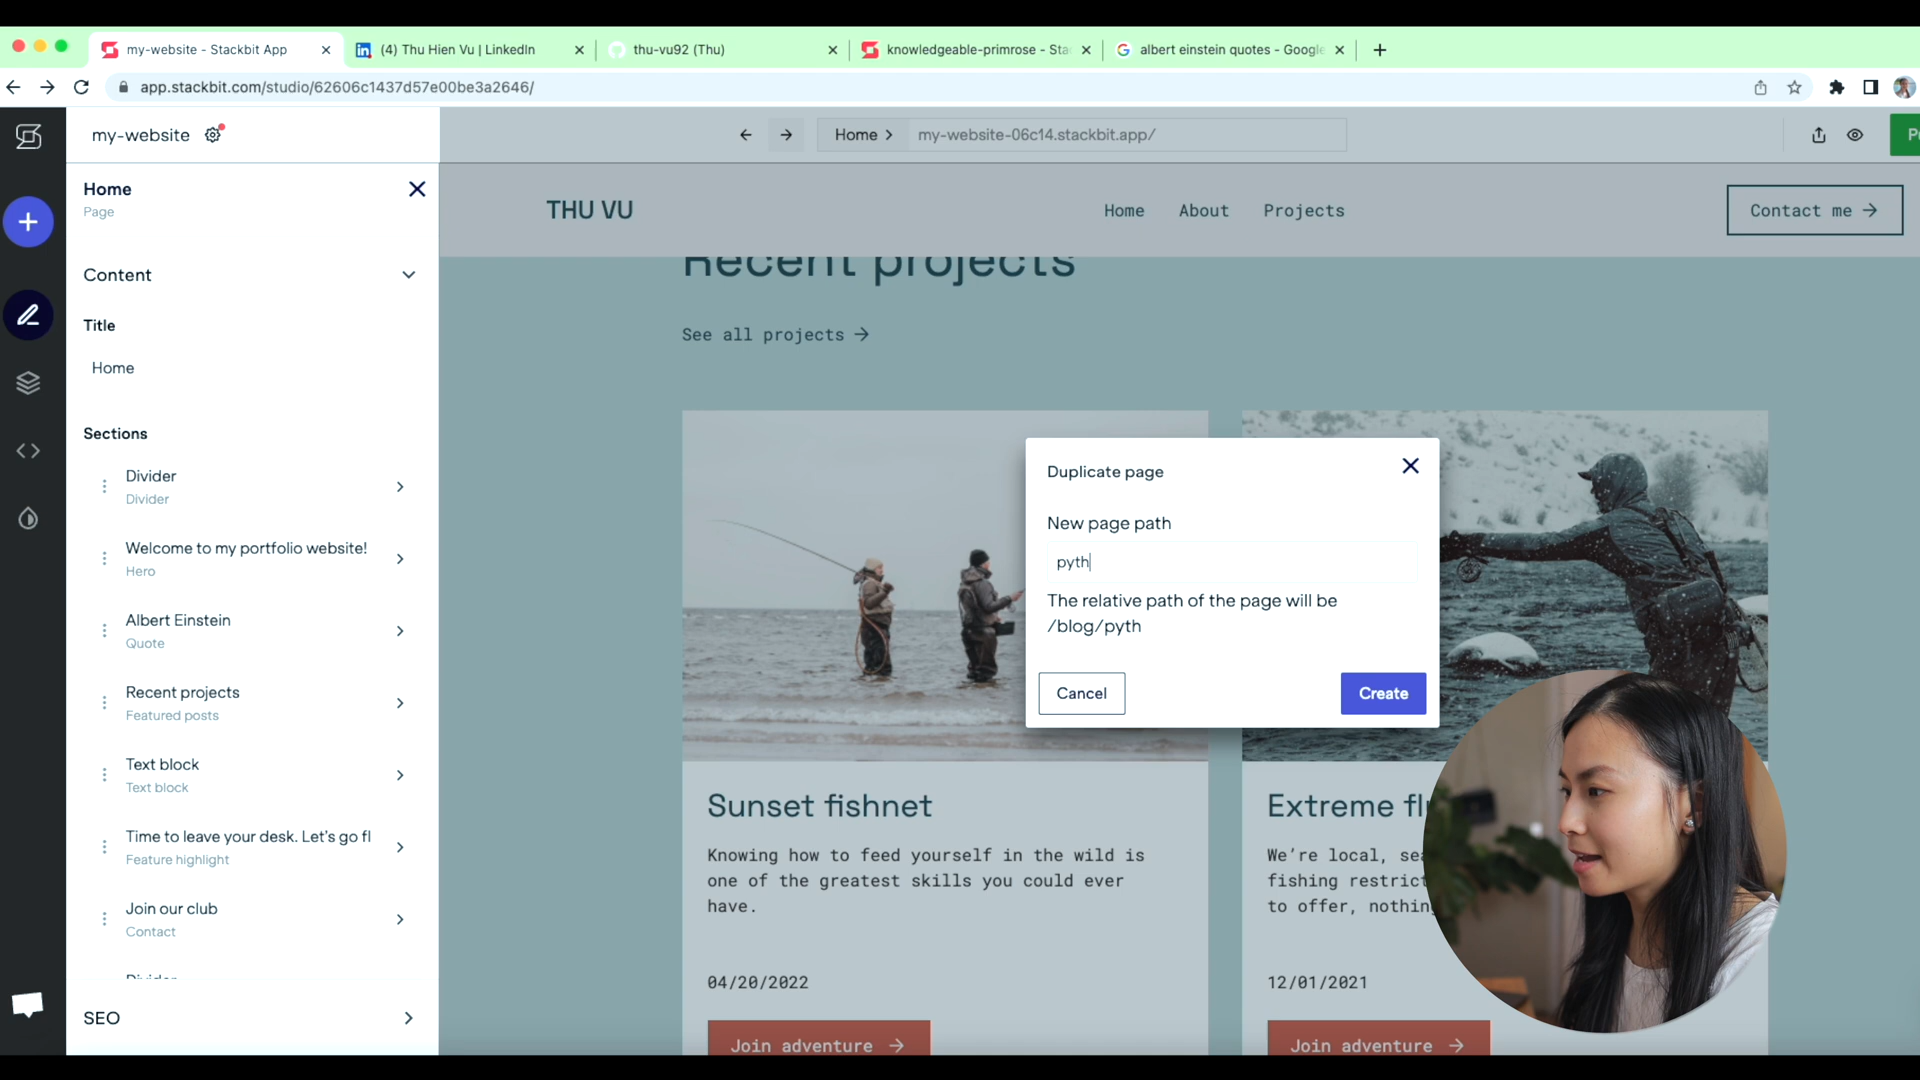 my-website - Stackbit App
(4) Thu Hien Vu | LinkedIn
thu-vu92 (Thu)
knowledgeable-primrose - Stac
albert einstein quotes - Google
app.stackbit.com/studio/62606c1437d57e00be3a2646/
my-website
Home >
my-website-06c14.stackbit.app/
Home
Page
THU VU
Home
About
Projects
Contact me →
Content
Recent projects
Title
See all projects →
Home
Sections
Divider
Divider
Welcome to my portfolio website!
Hero
Albert Einstein
Quote
Recent projects
Featured posts
Text block
Text block
Time to leave your desk. Let's go fl
Feature highlight
Join our club
Contact
Divider
SEO
Duplicate page
New page path
pyth
The relative path of the page will be
/blog/pyth
Cancel
Create
Sunset fishnet
Knowing how to feed yourself in the wild is
one of the greatest skills you could ever
have.
04/20/2022
Join adventure →
Extreme fl
We're local, sea
fishing restrict
to offer, nothing
12/01/2021
Join adventure →